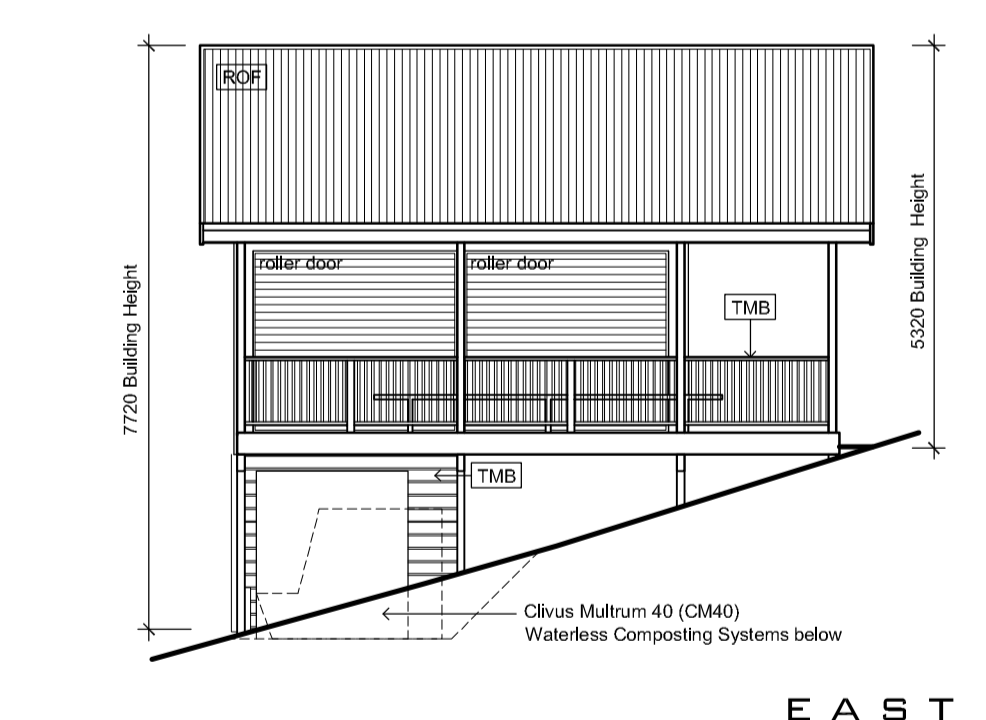 ROF
roller door
roller door
TMB
7720 Building Height
5320 Building Height
TMB
Clivus Multrum 40 (CM40)
Waterless Composting Systems below
EAST